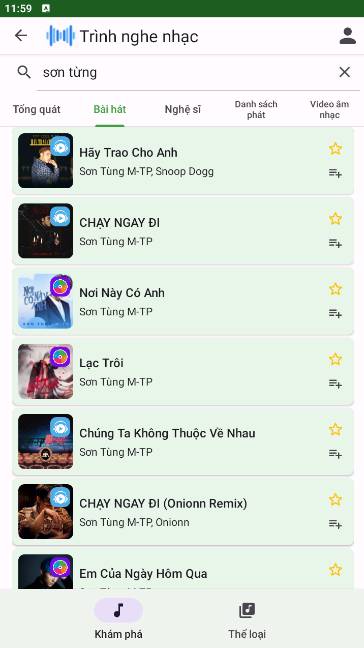 11:59 A
Trình nghe nhạc
sơn từng
Tổng quát
Bài hát
Nghệ sĩ
Danh sách
phát
Video âm
nhạc
Hãy Trao Cho Anh
Sơn Tùng M-TP, Snoop Dogg
CHẠY NGAY ĐI
Sơn Tùng M-TP
Nơi Này Có Anh
Sơn Tùng M-TP
Lạc Trôi
Sơn Tùng M-TP
Chúng Ta Không Thuộc Về Nhau
Sơn Tùng M-TP
CHẠY NGAY ĐI (Onionn Remix)
Sơn Tùng M-TP, Onionn
Em Của Ngày Hôm Qua
Khám phá
Thể loại